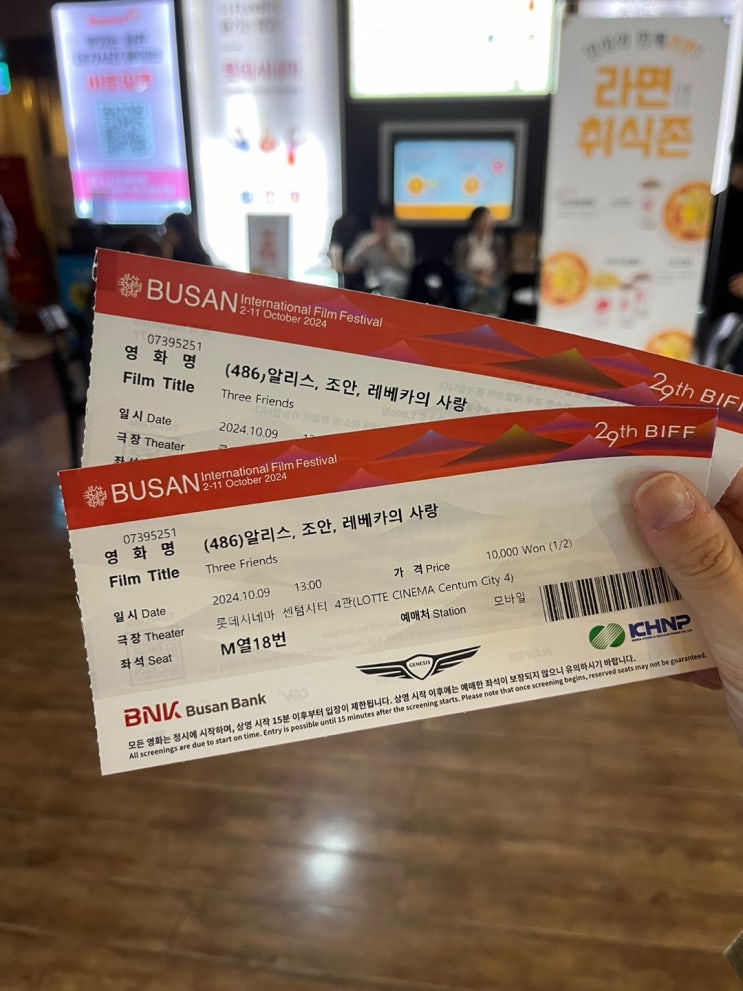 라면 &
취식존
BUSAN International Film Festival
2-11 October 2024
29th BIFF
07395251
영 화 명
Film Title
(486)알리스, 조안, 레베카의 사랑
Three Friends
일시 Date
2024.10.09
극장 Theater
BUSAN International Film Festival
2-11 October 2024
29th BIFF
07395251
영 화 명
Film Title
(486)알리스, 조안, 레베카의 사랑
Three Friends
일시 Date
2024.10.09 13:00
가 격 Price
10,000 Won (1/2)
극장 Theater
롯데시네마 센텀시티 4관(LOTTE CINEMA Centum City 4)
좌석 Seat
M열18번
예매처 Station
모바일
BNK Busan Bank
GENESIS
KHNP
모든 영화는 정시에 시작하며, 상영 시작 15분 이후부터 입장이 제한됩니다. 상영 시작 이후에는 예매한 좌석이 보장되지 않으니 유의하시기 바랍니다.
All screenings are due to start on time. Entry is possible until 15 minutes after the screening starts. Please note that once screening begins, reserved seats may not be guaranteed.